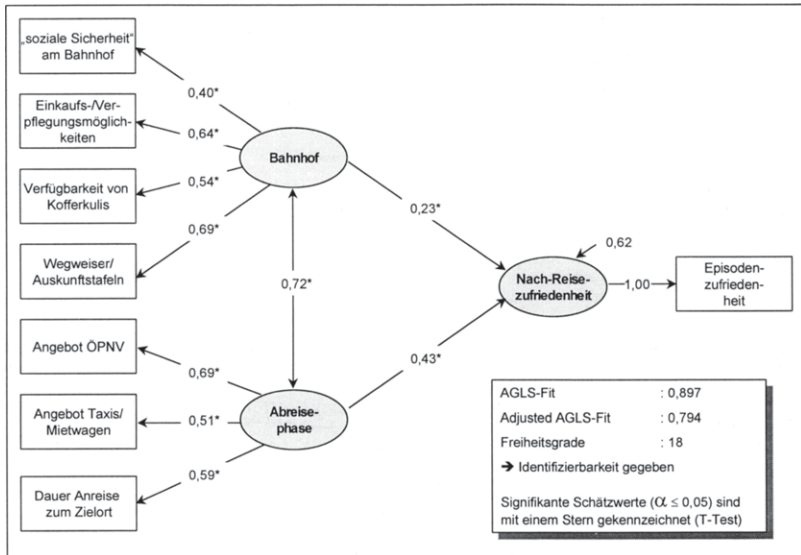 „soziale Sicherheit"
am Bahnhof
0,40*
Einkaufs-/Ver-
pflegungsmöglich-
keiten
0,64*
Bahnhof
Verfügbarkeit von
Kofferkulis
0,54*
0,69*
0,23*
Wegweiser/
Auskunftstafeln
0,72*
0,62
Nach-Reise-
zufriedenheit
1,00
Episoden-
zufrieden-
heit
Angebot ÖPNV
0,69*
0,43*
Angebot Taxis/
Mietwagen
0,51*
Abreise-
phase
0,59*
Dauer Anreise
zum Zielort
AGLS-Fit : 0,897
Adjusted AGLS-Fit : 0,794
Freiheitsgrade : 18
➔ Identifizierbarkeit gegeben
Signifikante Schätzwerte (α ≤ 0,05) sind
mit einem Stern gekennzeichnet (T-Test)